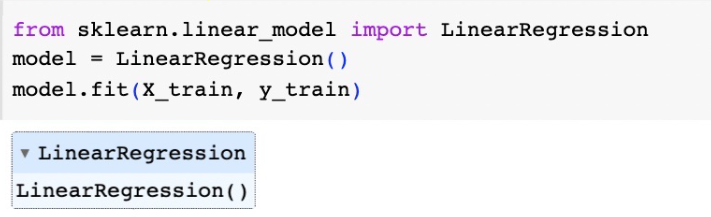 from sklearn.linear_model import LinearRegression
model = LinearRegression()
model.fit(X_train, y_train)
▾ LinearRegression
LinearRegression()